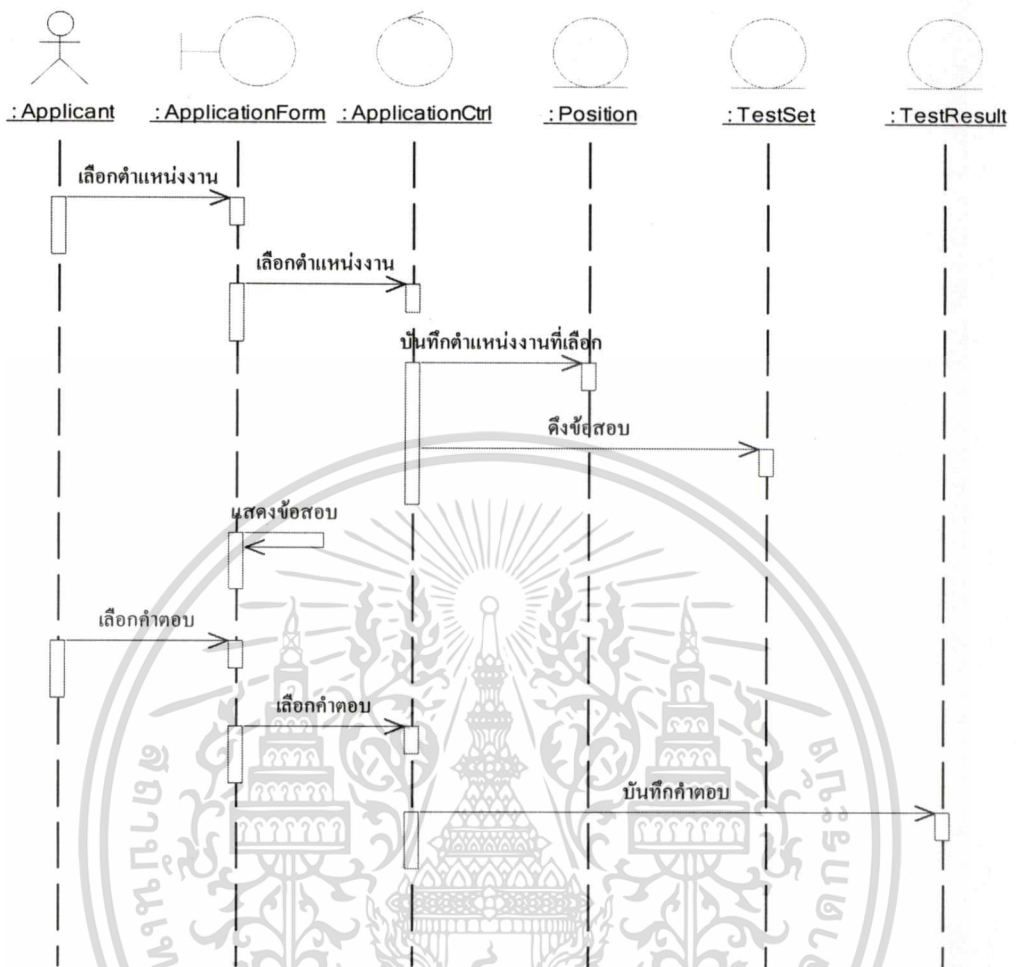 : Applicant : ApplicationForm : ApplicationCtrl : Position : TestSet : TestResult
เลือกตำแหน่งงาน
เลือกตำแหน่งงาน
บันทึกตำแหน่งงานที่เลือก
ดึงข้อสอบ
แสดงข้อสอบ
เลือกคำตอบ
เลือกคำตอบ
บันทึกคำตอบ